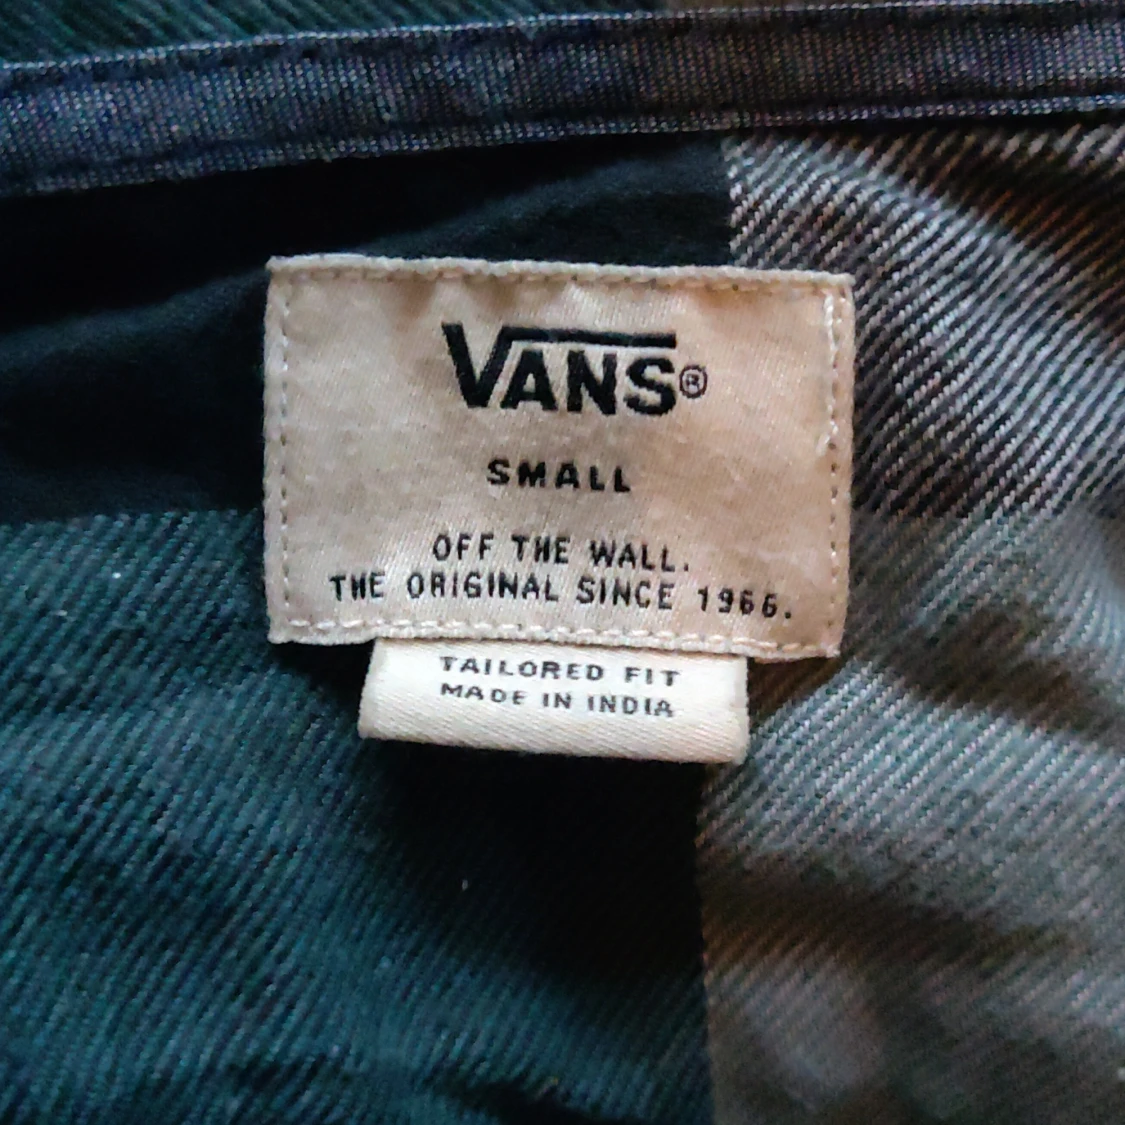 VANS®
SMALL
OFF THE WALL.
THE ORIGINAL SINCE 1966.
TAILORED FIT
MADE IN INDIA